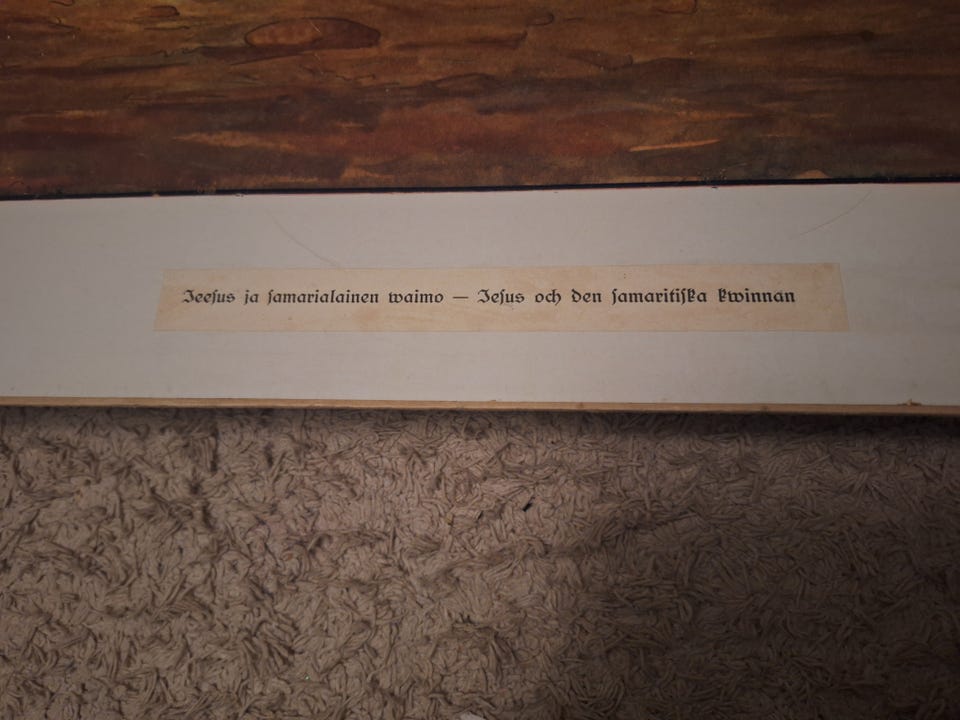 Jeeſus ja ſamarialainen waimo — Jeſus och den ſamaritiſka kwinnan